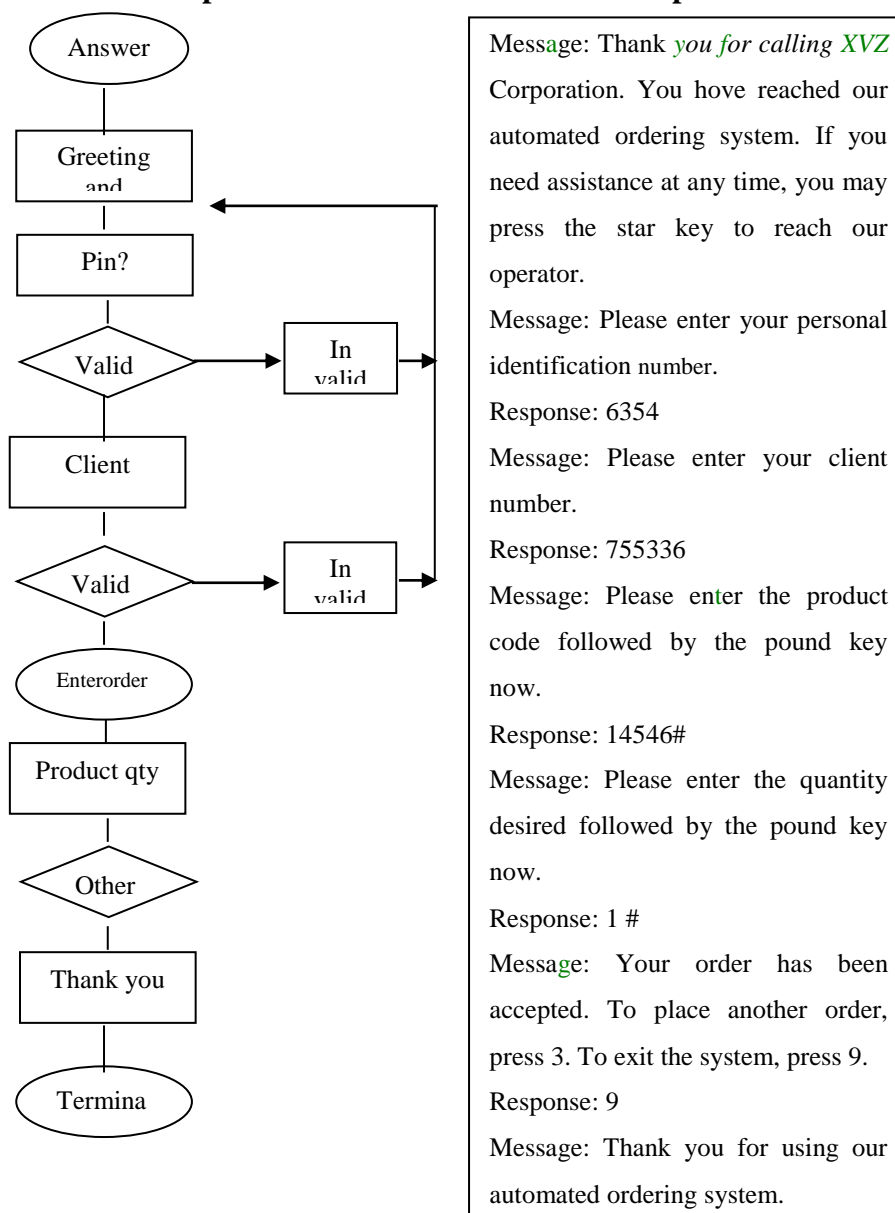 Answer
Greeting
and
Pin?
Valid
In
valid
Client
Valid
In
valid
Enterorder
Product qty
Other
Thank you
Termina
Message: Thank you for calling XVZ
Corporation. You hove reached our
automated ordering system. If you
need assistance at any time, you may
press the star key to reach our
operator.
Message: Please enter your personal
identification number.
Response: 6354
Message: Please enter your client
number.
Response: 755336
Message: Please enter the product
code followed by the pound key
now.
Response: 14546#
Message: Please enter the quantity
desired followed by the pound key
now.
Response: 1 #
Message: Your order has been
accepted. To place another order,
press 3. To exit the system, press 9.
Response: 9
Message: Thank you for using our
automated ordering system.